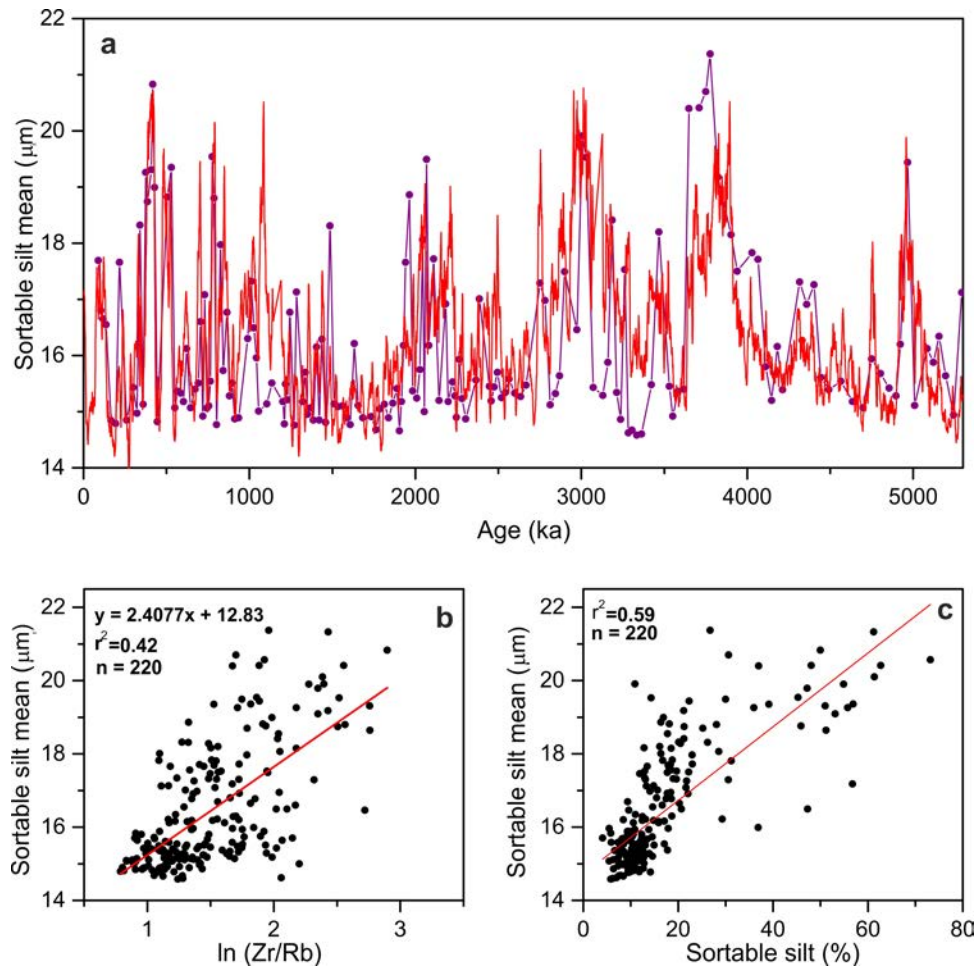 a
Sortable silt mean (μm)
22
20
18
16
14
0 1000 2000 3000 4000 5000
Age (ka)
b
y = 2.4077x + 12.83
r²=0.42
n = 220
Sortable silt mean (μm)
22
20
18
16
14
1 2 3
ln (Zr/Rb)
c
r²=0.59
n = 220
Sortable silt mean (μm)
22
20
18
16
14
0 20 40 60 80
Sortable silt (%)